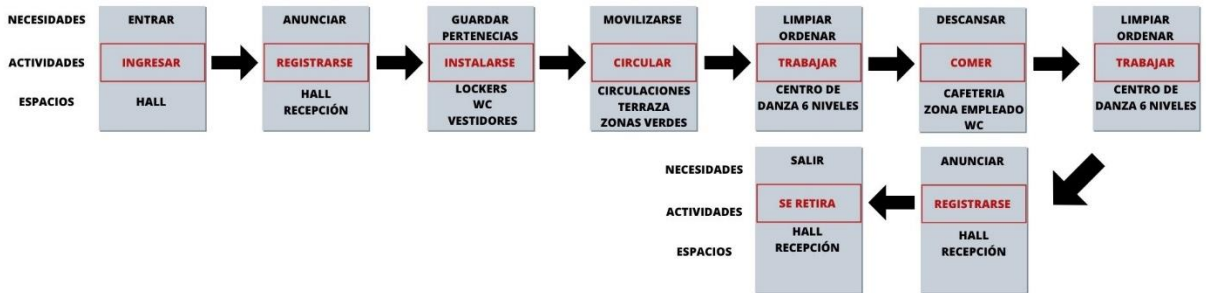 NECESIDADES
ENTRAR
ANUNCIAR
GUARDAR
PERTENECIAS
MOVILIZARSE
LIMPIAR
ORDENAR
DESCANSAR
LIMPIAR
ORDENAR
ACTIVIDADES
INGRESAR
REGISTRARSE
INSTALARSE
CIRCULAR
TRABAJAR
COMER
TRABAJAR
ESPACIOS
HALL
HALL
RECEPCIÓN
LOCKERS
WC
VESTIDORES
CIRCULACIONES
TERRAZA
ZONAS VERDES
CENTRO DE
DANZA 6 NIVELES
CAFETERIA
ZONA EMPLEADO
WC
CENTRO DE
DANZA 6 NIVELES
NECESIDADES
SALIR
ANUNCIAR
ACTIVIDADES
SE RETIRA
REGISTRARSE
ESPACIOS
HALL
RECEPCIÓN
HALL
RECEPCIÓN